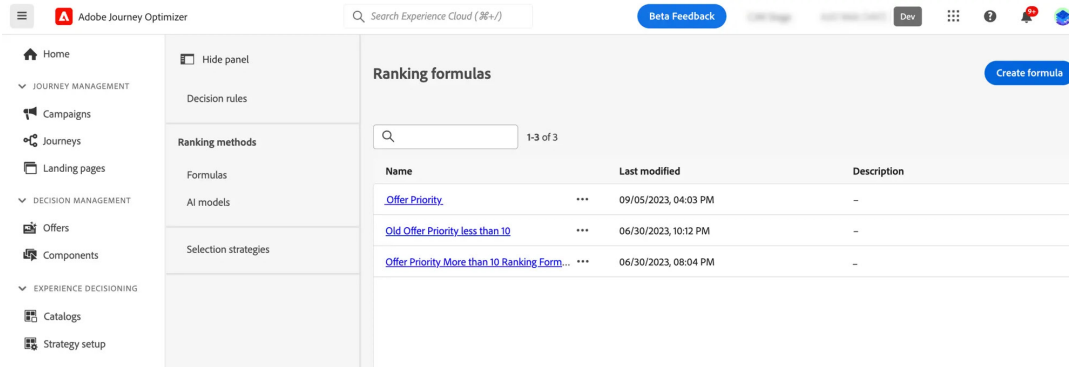 Adobe Journey Optimizer
Search Experience Cloud (⌘+/)
Beta Feedback
Dev
9+
Home
JOURNEY MANAGEMENT
Campaigns
Journeys
Landing pages
DECISION MANAGEMENT
Offers
Components
EXPERIENCE DECISIONING
Catalogs
Strategy setup
Hide panel
Decision rules
Ranking methods
Formulas
AI models
Selection strategies
Ranking formulas
Create formula
1-3 of 3
Name Last modified Description
Offer Priority ••• 09/05/2023, 04:03 PM –
Old Offer Priority less than 10 ••• 06/30/2023, 10:12 PM –
Offer Priority More than 10 Ranking Form... ••• 06/30/2023, 08:04 PM –